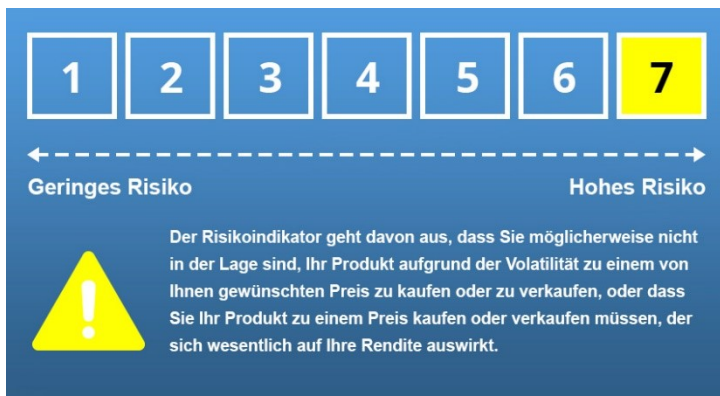 1 2 3 4 5 6 7
Geringes Risiko Hohes Risiko
Der Risikoindikator geht davon aus, dass Sie möglicherweise nicht
in der Lage sind, Ihr Produkt aufgrund der Volatilität zu einem von
Ihnen gewünschten Preis zu kaufen oder zu verkaufen, oder dass
Sie Ihr Produkt zu einem Preis kaufen oder verkaufen müssen, der
sich wesentlich auf Ihre Rendite auswirkt.